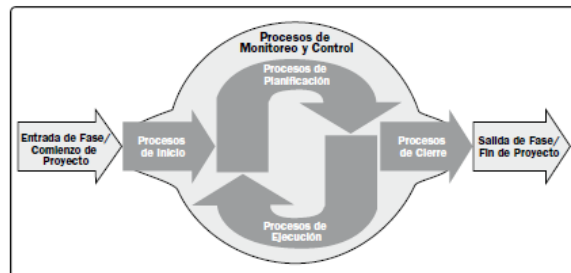 Procesos de
Monitoreo y Control
Procesos de
Planificación
Entrada de Fase/
Comienzo de
Proyecto
Procesos
de Inicio
Procesos
de Cierre
Salida de Fase/
Fin de Proyecto
Procesos de
Ejecución